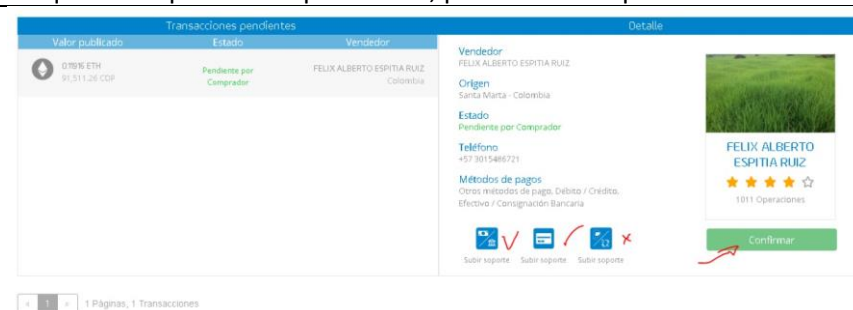 Transacciones pendientes
Detalle
Valor publicado Estado Vendedor
0.11916 ETH
91,511.26 COP
Pendiente por
Comprador
FELIX ALBERTO ESPITIA RUIZ
Colombia
Vendedor
FELIX ALBERTO ESPITIA RUIZ
Origen
Santa Marta - Colombia
Estado
Pendiente por Comprador
Teléfono
+57 3015486721
Métodos de pagos
Otros métodos de pago, Débito / Crédito,
Efectivo / Consignación Bancaria
Subir soporte Subir soporte Subir soporte
FELIX ALBERTO
ESPITIA RUIZ
1011 Operaciones
Confirmar
1 1 Páginas, 1 Transacciones